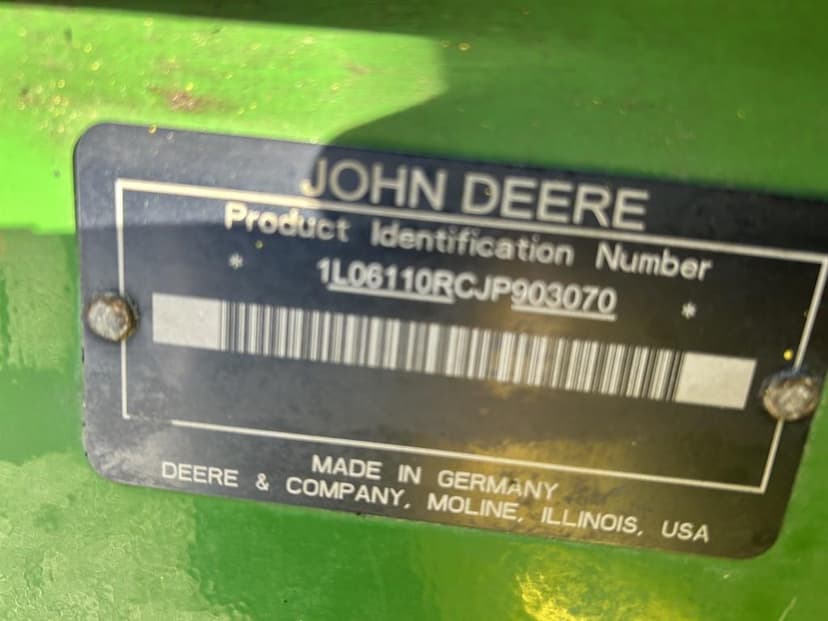 JOHN DEERE
Product Identification Number
* 1L06110RCJP903070 *
MADE IN GERMANY
DEERE & COMPANY, MOLINE, ILLINOIS, USA